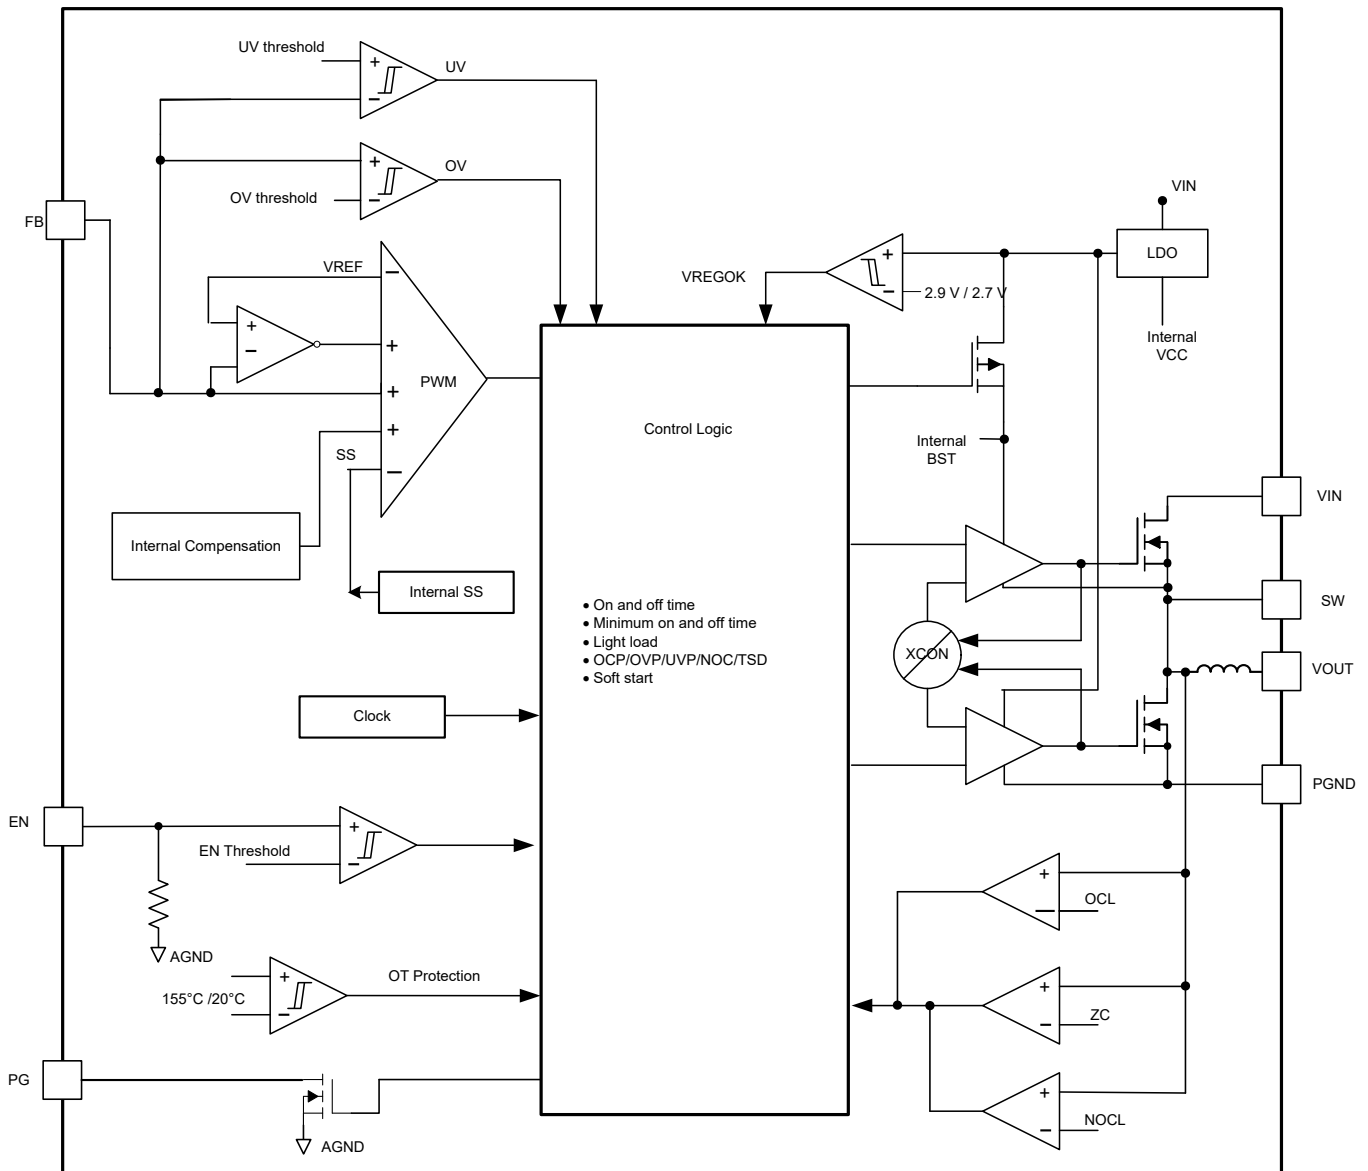 UV threshold
+
−
UV
+
−
OV
OV threshold
FB
VREF
−
+
−
+
+
+
−
PWM
SS
Internal Compensation
Internal SS
Clock
EN
EN Threshold
+
−
AGND
155°C /20°C
+
−
OT Protection
PG
AGND
Control Logic
• On and off time
• Minimum on and off time
• Light load
• OCP/OVP/UVP/NOC/TSD
• Soft start
VREGOK
+
−
2.9 V / 2.7 V
VIN
LDO
Internal
VCC
Internal
BST
XCON
VIN
SW
VOUT
PGND
+
−
OCL
+
−
ZC
+
−
NOCL